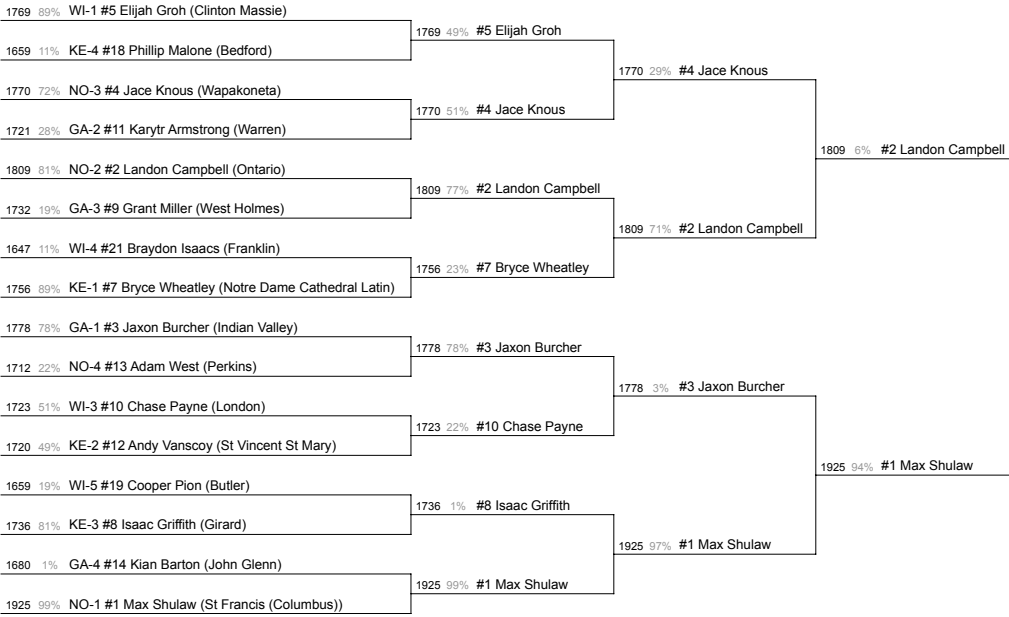 1769 89% WI-1 #5 Elijah Groh (Clinton Massie)
1769 49% #5 Elijah Groh
1659 11% KE-4 #18 Phillip Malone (Bedford)
1770 29% #4 Jace Knous
1770 72% NO-3 #4 Jace Knous (Wapakoneta)
1770 51% #4 Jace Knous
1721 28% GA-2 #11 Karytr Armstrong (Warren)
1809 6% #2 Landon Campbell
1809 81% NO-2 #2 Landon Campbell (Ontario)
1809 77% #2 Landon Campbell
1732 19% GA-3 #9 Grant Miller (West Holmes)
1809 71% #2 Landon Campbell
1647 11% WI-4 #21 Braydon Isaacs (Franklin)
1756 23% #7 Bryce Wheatley
1756 89% KE-1 #7 Bryce Wheatley (Notre Dame Cathedral Latin)
1778 78% GA-1 #3 Jaxon Burcher (Indian Valley)
1778 78% #3 Jaxon Burcher
1712 22% NO-4 #13 Adam West (Perkins)
1778 3% #3 Jaxon Burcher
1723 51% WI-3 #10 Chase Payne (London)
1723 22% #10 Chase Payne
1720 49% KE-2 #12 Andy Vanscoy (St Vincent St Mary)
1925 94% #1 Max Shulaw
1659 19% WI-5 #19 Cooper Pion (Butler)
1736 1% #8 Isaac Griffith
1736 81% KE-3 #8 Isaac Griffith (Girard)
1925 97% #1 Max Shulaw
1680 1% GA-4 #14 Kian Barton (John Glenn)
1925 99% #1 Max Shulaw
1925 99% NO-1 #1 Max Shulaw (St Francis (Columbus))